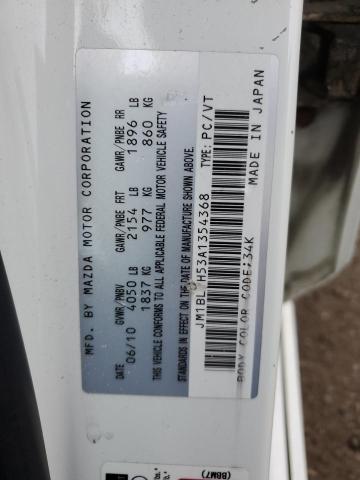 MFD. BY MAZDA MOTOR CORPORATION
GVWR/PNBV GAWR/PNBE FRT GAWR/PNBE RR
DATE 06/10 4050 LB 2154 LB 1896 LB
1837 KG 977 KG 860 KG
THIS VEHICLE CONFORMS TO ALL APPLICABLE FEDERAL MOTOR VEHICLE SAFETY
STANDARDS IN EFFECT ON THE DATE OF MANUFACTURE SHOWN ABOVE.
H53A1354368 TYPE: PC/VT
BODY COLOR CODE:34K MADE IN JAPAN
(BBM7)